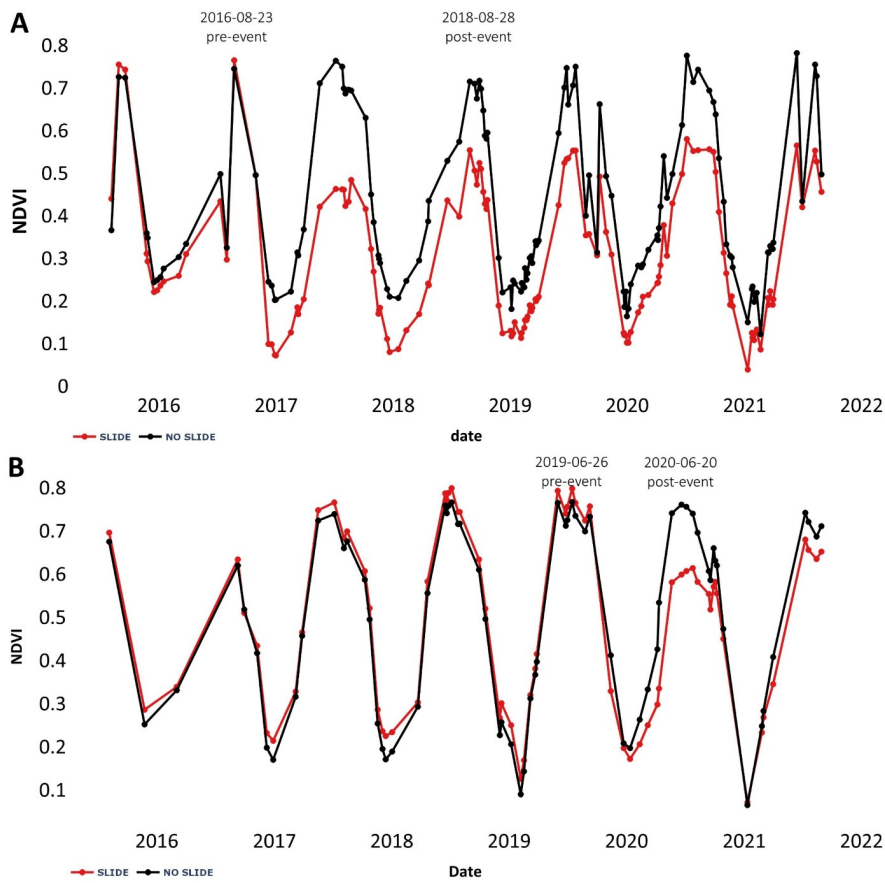 A
2016-08-23
pre-event
2018-08-28
post-event
NDVI
0.8
0.7
0.6
0.5
0.4
0.3
0.2
0.1
0
2016 2017 2018 2019 2020 2021 2022
SLIDE NO SLIDE
date
B
2019-06-26
pre-event
2020-06-20
post-event
NDVI
0.8
0.7
0.6
0.5
0.4
0.3
0.2
0.1
2016 2017 2018 2019 2020 2021 2022
SLIDE NO SLIDE
Date